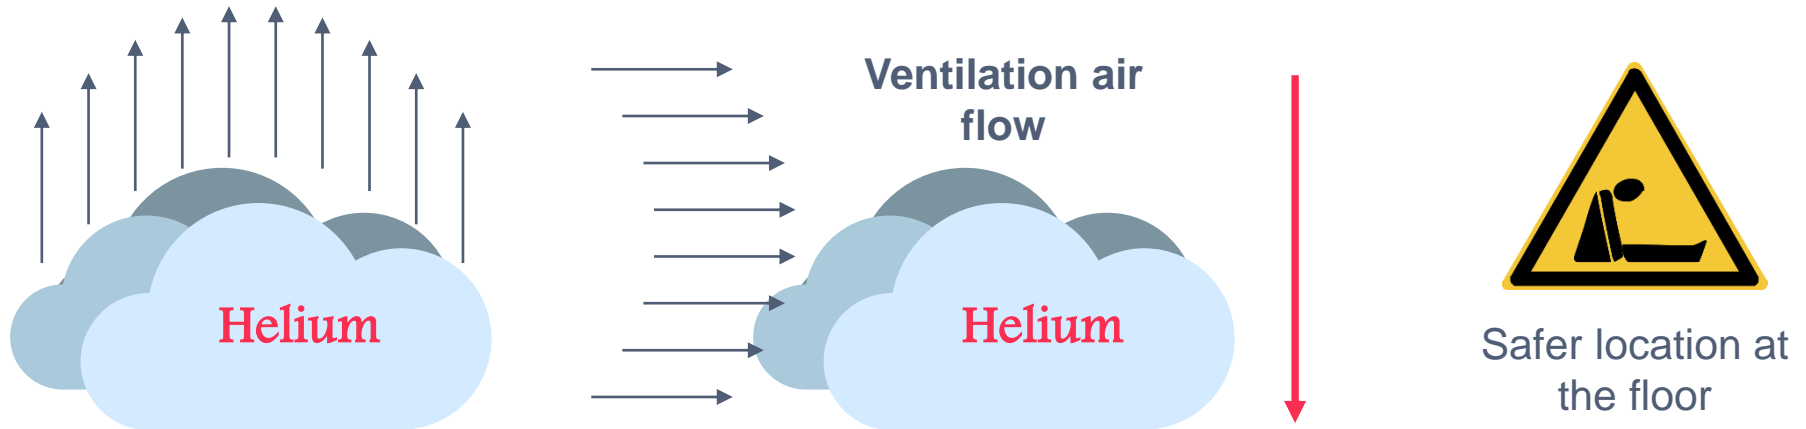 Helium
Ventilation air
flow
Helium
Safer location at
the floor